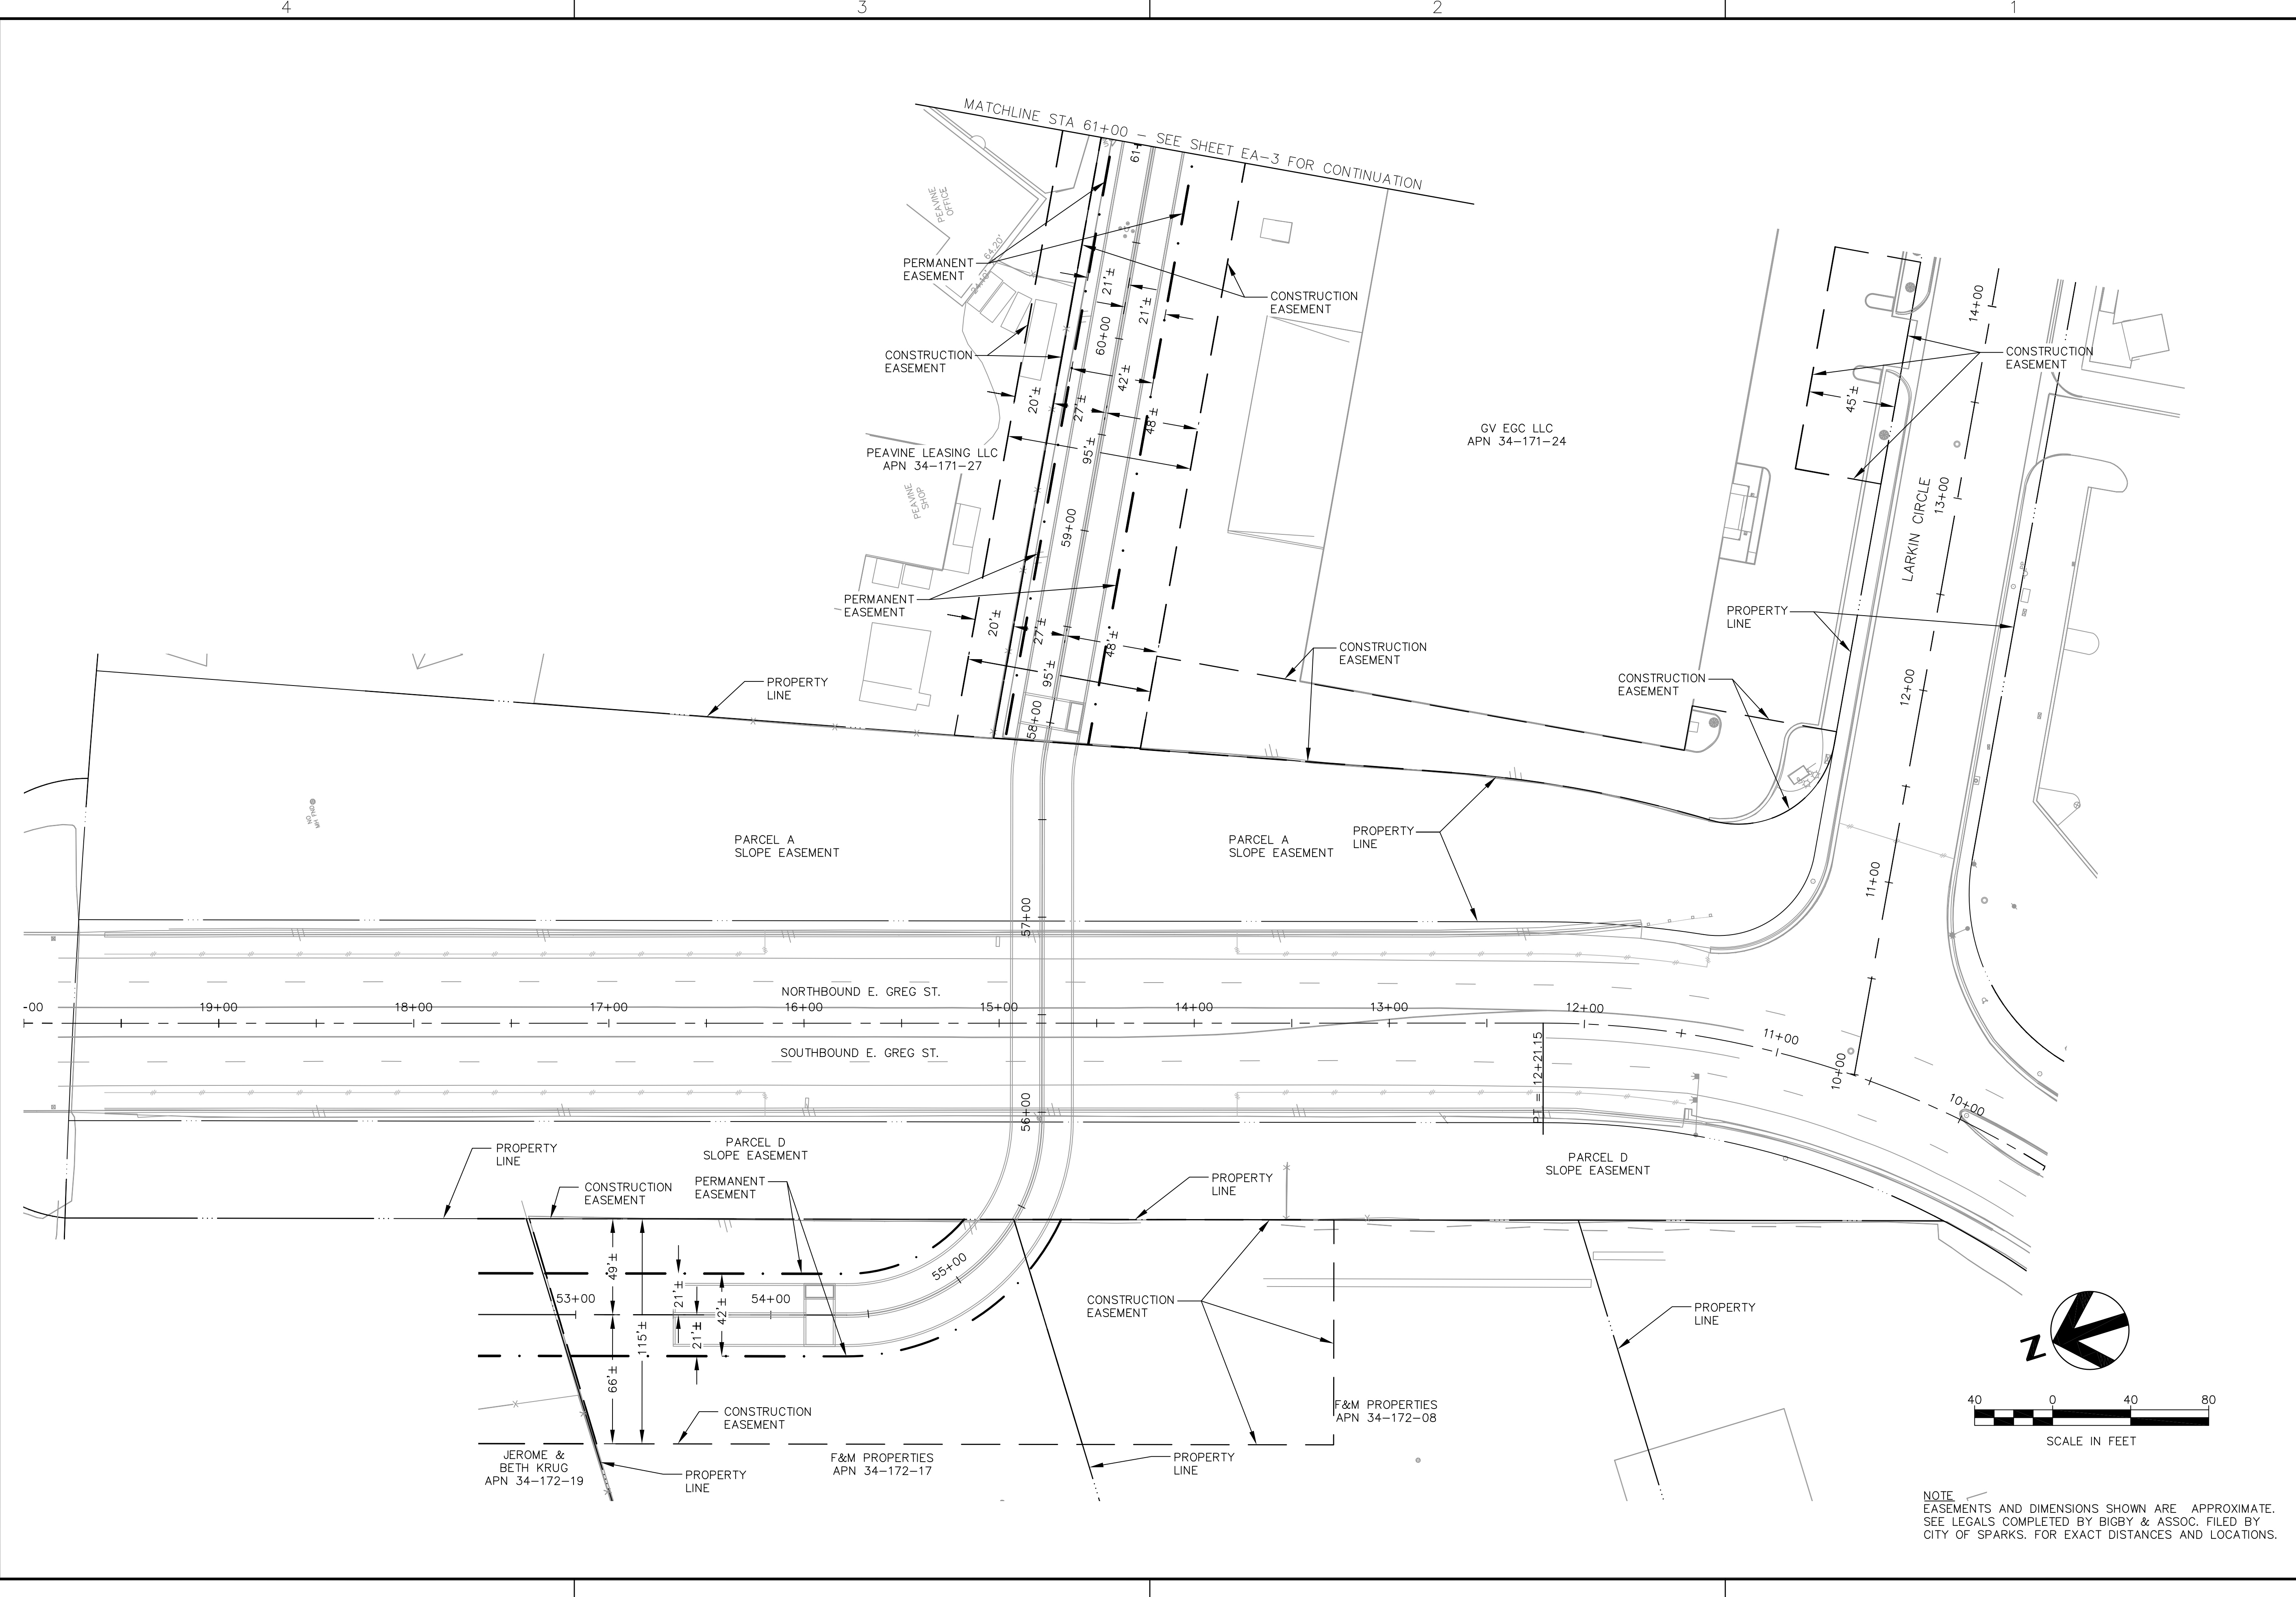 4
3
2
1
MATCHLINE STA 61+00 – SEE SHEET EA–3 FOR CONTINUATION
61+
PEAVINE
OFFICE
64.20'
PERMANENT
EASEMENT
21'±
21'±
CONSTRUCTION
EASEMENT
60+00
CONSTRUCTION
EASEMENT
42'±
20'±
27'±
48'±
95'±
PEAVINE LEASING LLC
APN 34–171–27
PEAVINE
SHOP
GV EGC LLC
APN 34–171–24
14+00
CONSTRUCTION
EASEMENT
45'±
13+00
LARKIN CIRCLE
59+00
PERMANENT
EASEMENT
20'±
27'±
48'±
95'±
58+00
PROPERTY
LINE
CONSTRUCTION
EASEMENT
PROPERTY
LINE
CONSTRUCTION
EASEMENT
12+00
PROPERTY
LINE
PARCEL A
SLOPE EASEMENT
PARCEL A
SLOPE EASEMENT
11+00
57+00
NORTHBOUND E. GREG ST.
-00
19+00
18+00
17+00
16+00
15+00
14+00
13+00
12+00
11+00
10+00
10+00
SOUTHBOUND E. GREG ST.
P.T. = 12+21.15
56+00
PROPERTY
LINE
PARCEL D
SLOPE EASEMENT
PARCEL D
SLOPE EASEMENT
CONSTRUCTION
EASEMENT
PERMANENT
EASEMENT
PROPERTY
LINE
49'±
53+00
21'±
54+00
55+00
42'±
21'±
115'±
66'±
CONSTRUCTION
EASEMENT
PROPERTY
LINE
N
CONSTRUCTION
EASEMENT
F&M PROPERTIES
APN 34–172–08
40 0 40 80
SCALE IN FEET
JEROME &
BETH KRUG
APN 34–172–19
PROPERTY
LINE
F&M PROPERTIES
APN 34–172–17
PROPERTY
LINE
NOTE
EASEMENTS AND DIMENSIONS SHOWN ARE APPROXIMATE.
SEE LEGALS COMPLETED BY BIGBY & ASSOC. FILED BY
CITY OF SPARKS. FOR EXACT DISTANCES AND LOCATIONS.